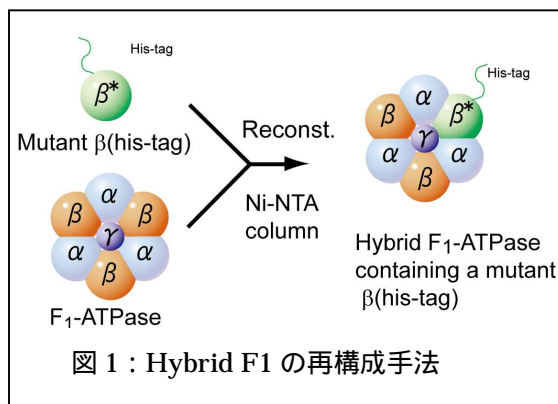 His-tag
β*
Mutant β(his-tag)
α
β
β
γ
α
α
β
F₁-ATPase
Reconst.
Ni-NTA
column
His-tag
α
β
β*
γ
α
α
β
Hybrid F₁-ATPase
containing a mutant
β(his-tag)
図 1：Hybrid F1 の再構成手法